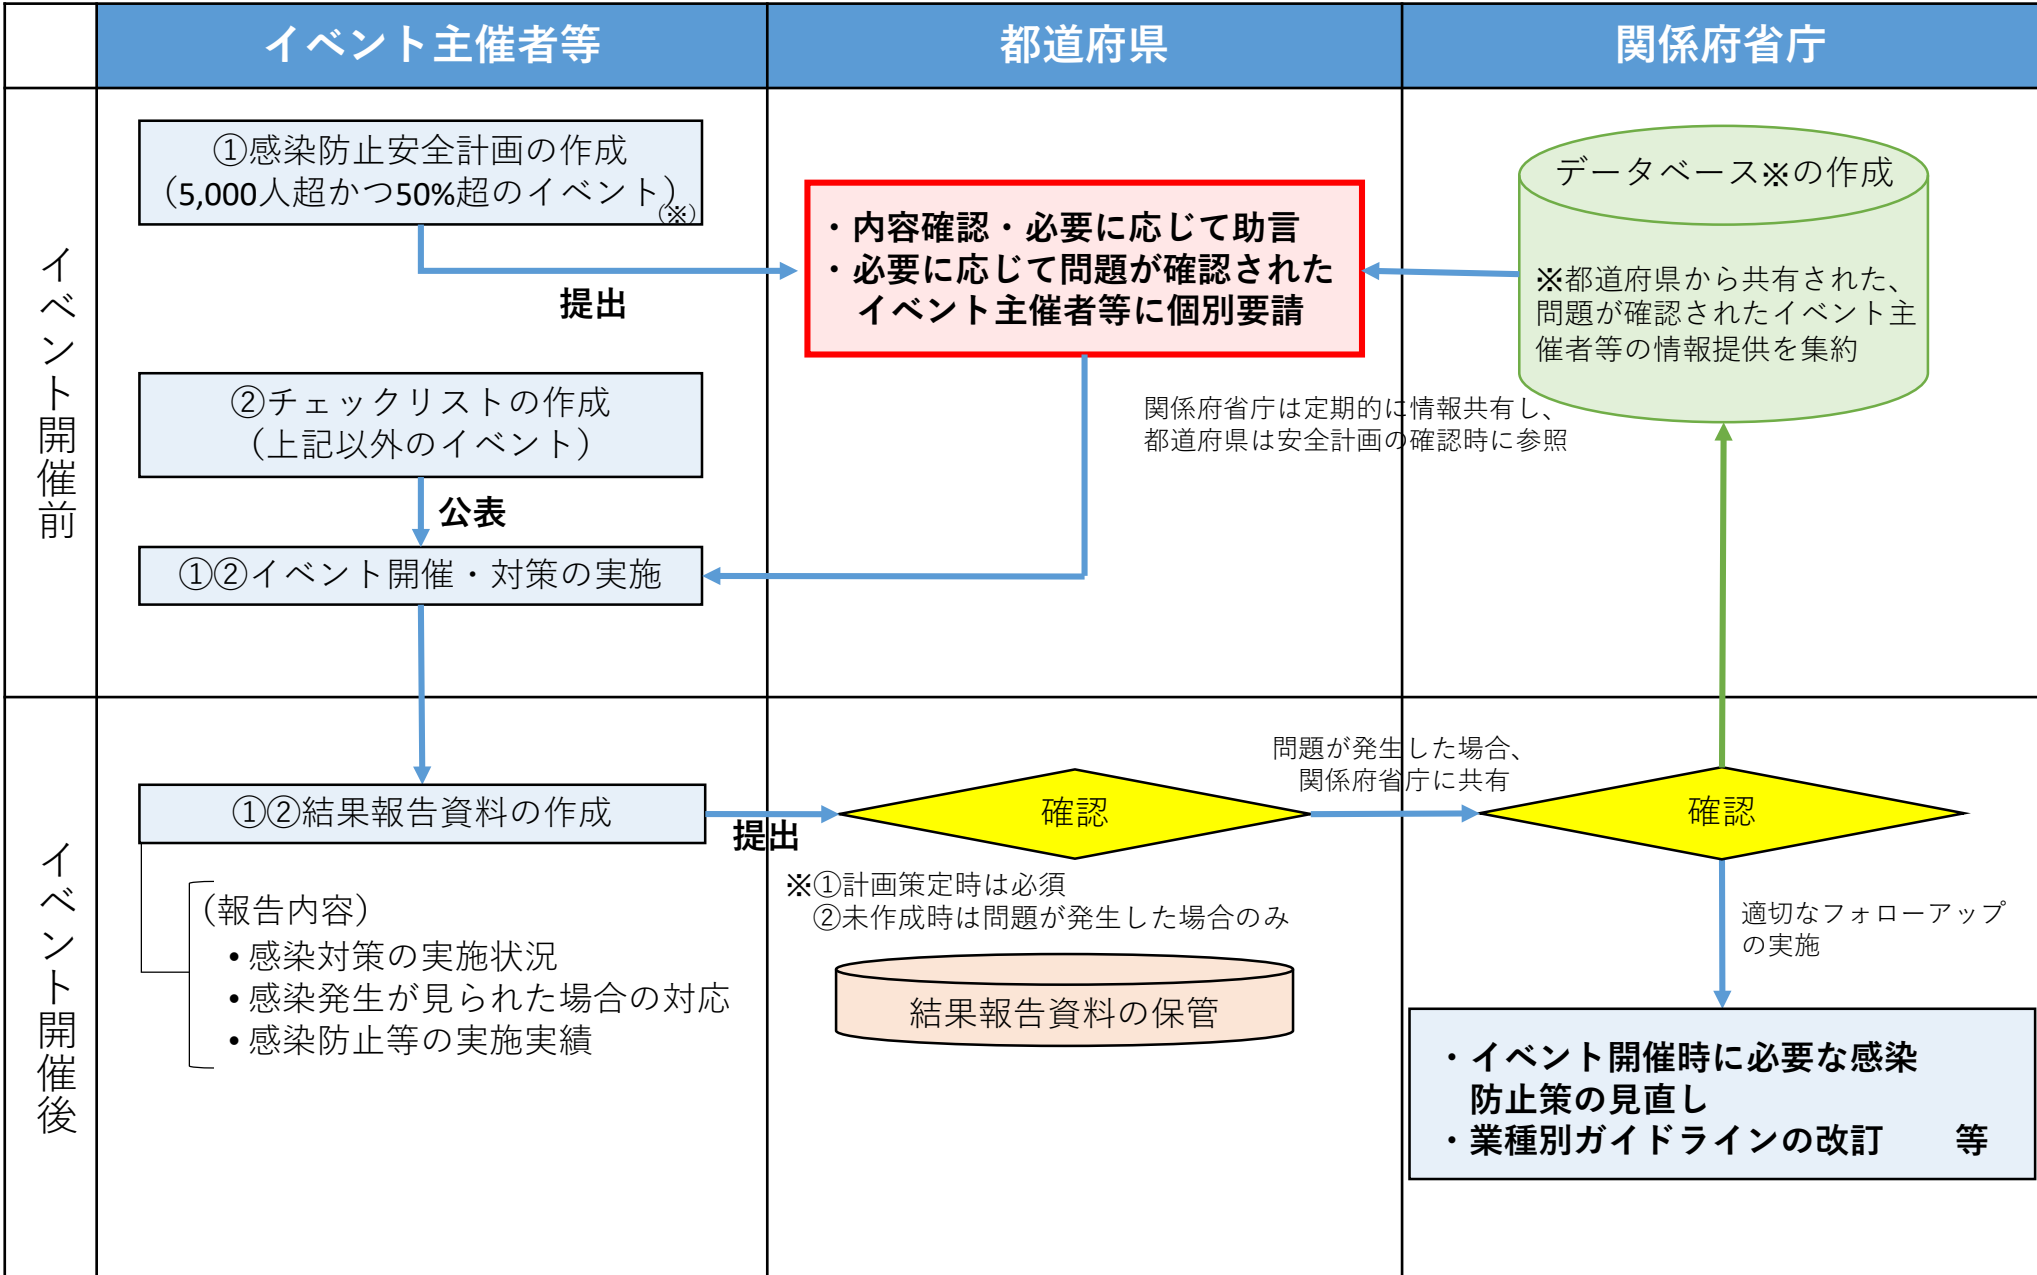 イベント主催者等
都道府県
関係府省庁
イベント開催前
①感染防止安全計画の作成
（5,000人超かつ50%超のイベント）
（※）
提出
②チェックリストの作成
（上記以外のイベント）
公表
①②イベント開催・対策の実施
・内容確認・必要に応じて助言
・必要に応じて問題が確認された
イベント主催者等に個別要請
データベース※の作成
※都道府県から共有された、
問題が確認されたイベント主
催者等の情報提供を集約
関係府省庁は定期的に情報共有し、
都道府県は安全計画の確認時に参照
イベント開催後
①②結果報告資料の作成
提出
（報告内容）
• 感染対策の実施状況
• 感染発生が見られた場合の対応
• 感染防止等の実施実績
確認
※①計画策定時は必須
②未作成時は問題が発生した場合のみ
結果報告資料の保管
問題が発生した場合、
関係府省庁に共有
確認
適切なフォローアップ
の実施
・イベント開催時に必要な感染
防止策の見直し
・業種別ガイドラインの改訂　　等